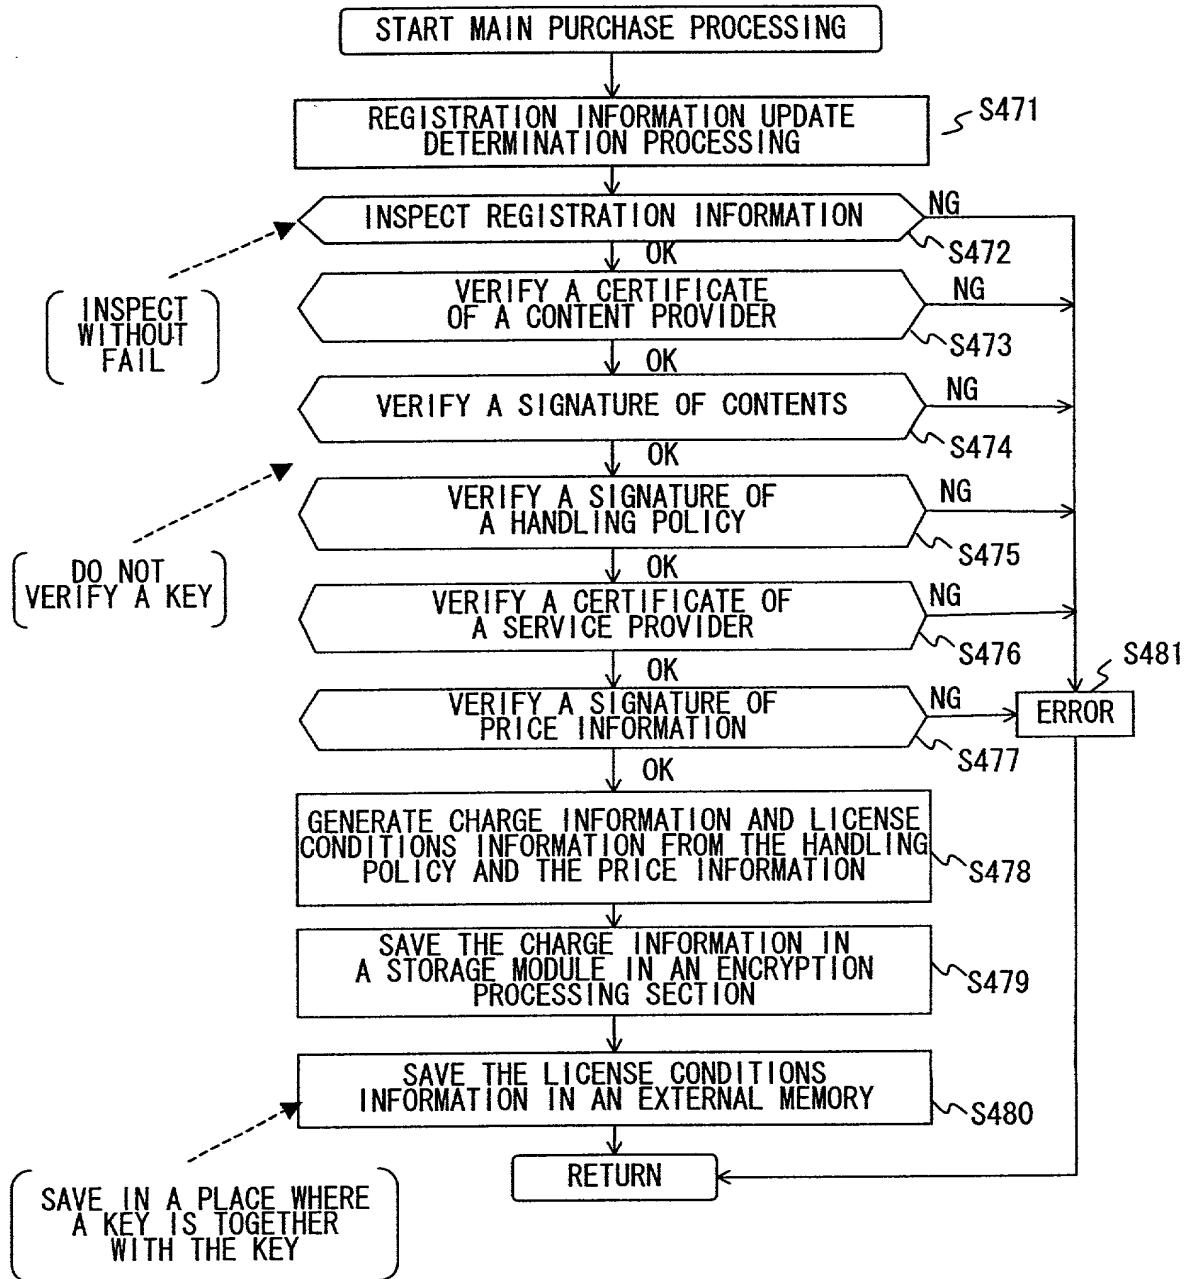 START MAIN PURCHASE PROCESSING
REGISTRATION INFORMATION UPDATE
DETERMINATION PROCESSING
S471
INSPECT REGISTRATION INFORMATION
NG
S472
OK
INSPECT
WITHOUT
FAIL
VERIFY A CERTIFICATE
OF A CONTENT PROVIDER
NG
S473
OK
VERIFY A SIGNATURE OF CONTENTS
NG
S474
OK
DO NOT
VERIFY A KEY
VERIFY A SIGNATURE OF
A HANDLING POLICY
NG
S475
OK
VERIFY A CERTIFICATE OF
A SERVICE PROVIDER
NG
S476
OK
VERIFY A SIGNATURE OF
PRICE INFORMATION
NG
S477
OK
S481
ERROR
GENERATE CHARGE INFORMATION AND LICENSE
CONDITIONS INFORMATION FROM THE HANDLING
POLICY AND THE PRICE INFORMATION
S478
SAVE THE CHARGE INFORMATION IN
A STORAGE MODULE IN AN ENCRYPTION
PROCESSING SECTION
S479
SAVE THE LICENSE CONDITIONS
INFORMATION IN AN EXTERNAL MEMORY
S480
RETURN
SAVE IN A PLACE WHERE
A KEY IS TOGETHER
WITH THE KEY